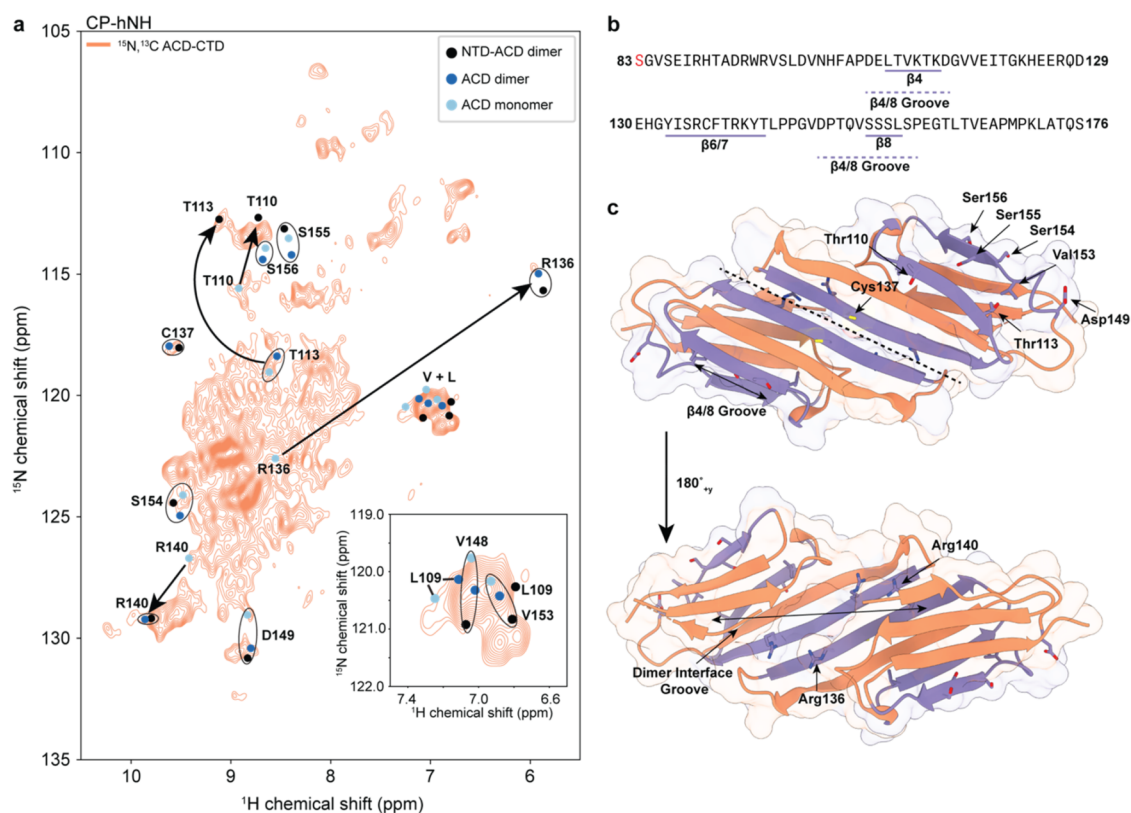 a
CP-hNH
15N,13C ACD-CTD
NTD-ACD dimer
ACD dimer
ACD monomer
105
110
115
120
125
130
135
15N chemical shift (ppm)
T113
T110
S155
S156
T110
R136
C137
T113
V + L
R136
S154
R140
R140
D149
119.0
120.0
121.0
122.0
15N chemical shift (ppm)
V148
L109
L109
V153
7.4
7.0
6.6
1H chemical shift (ppm)
10
9
8
7
6
1H chemical shift (ppm)
b
83 SGVSEIRHTADRWRVSLDVNHFAPDELTVKTKDGVVEITGKHEERQD 129
β4
β4/8 Groove
130 EHGYISRCFTRKYTLPPGVDPTQVSSSLSPEGTLTVEAPMPKLATQS 176
β6/7
β8
β4/8 Groove
c
Ser156
Ser155
Ser154
Thr110
Val153
Cys137
Asp149
Thr113
β4/8 Groove
180°+y
Arg140
Dimer Interface
Groove
Arg136